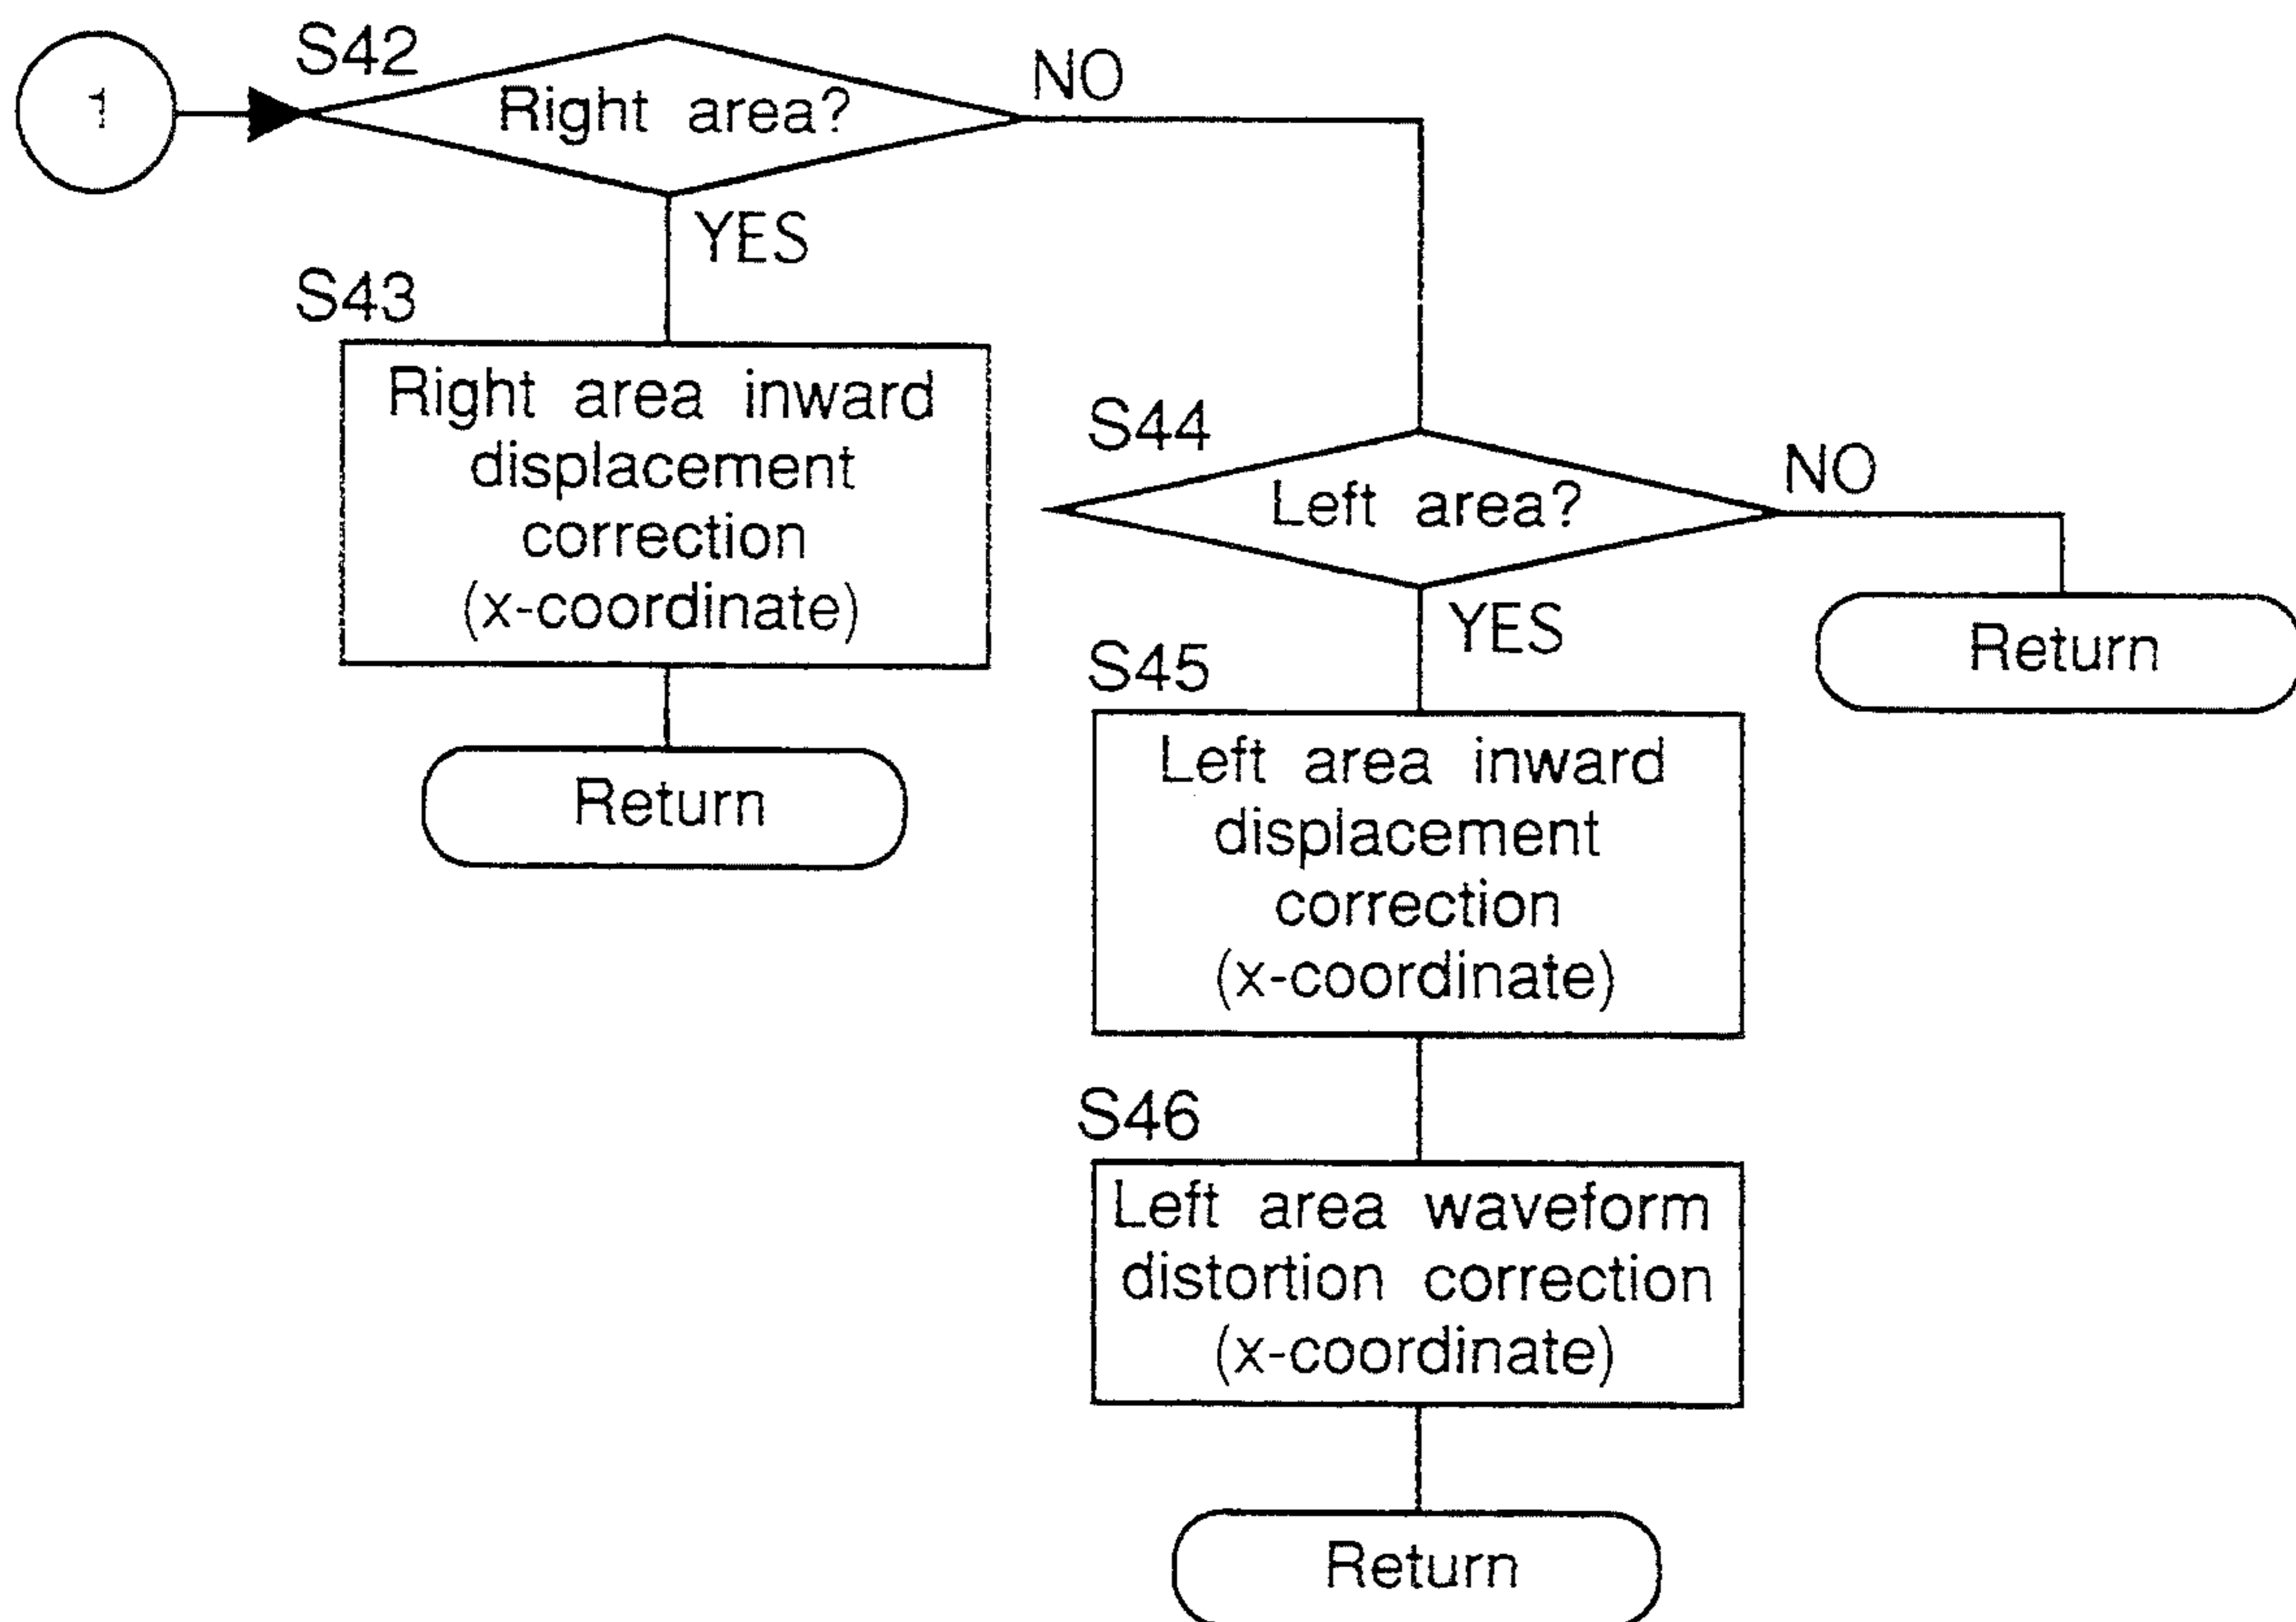 1
S42
Right area?
NO
YES
S43
Right area inward
displacement
correction
(x-coordinate)
Return
S44
Left area?
NO
Return
YES
S45
Left area inward
displacement
correction
(x-coordinate)
S46
Left area waveform
distortion correction
(x-coordinate)
Return